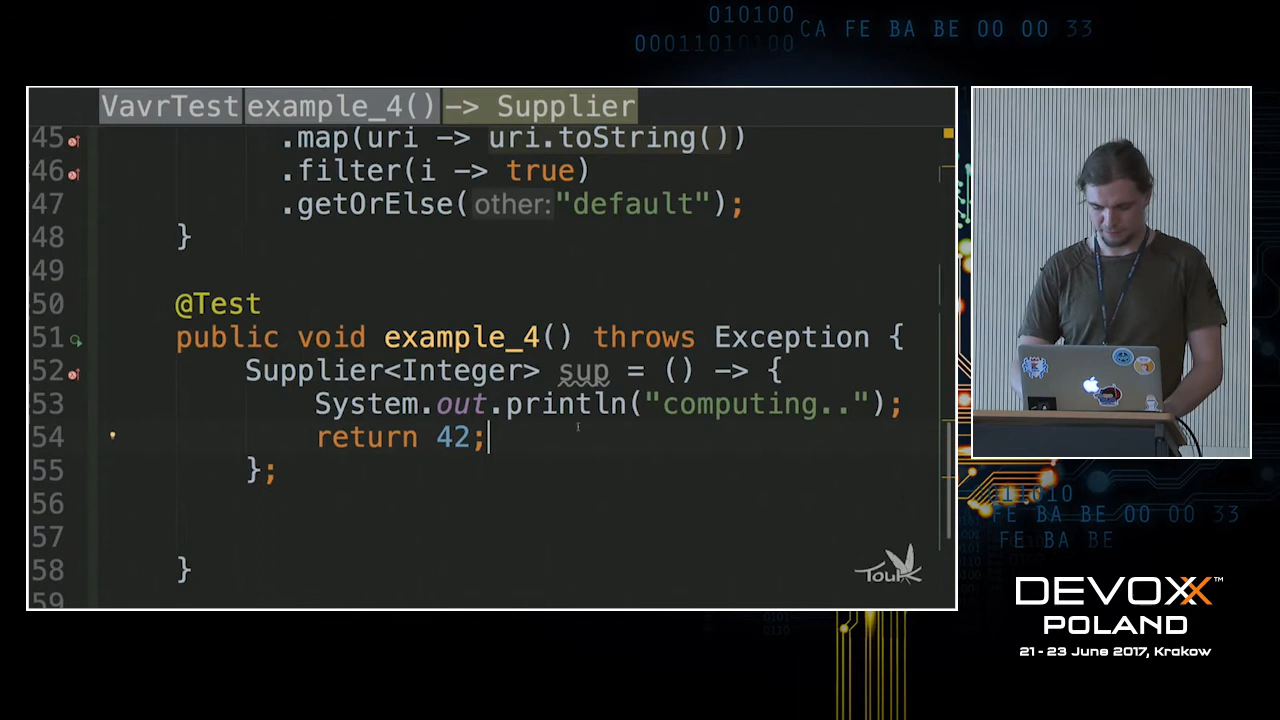 010100
CA FE BA BE 00 00 33
00011010100
VavrTest example_4() -> Supplier
45 .map(uri -> uri.toString())
46 .filter(i -> true)
47 .getOrElse( other: "default");
48 }
49
50 @Test
51 public void example_4() throws Exception {
52 Supplier<Integer> sup = () -> {
53 System.out.println("computing..");
54 return 42;
55 };
56
57
58 }
59
Touk
FE BA BE 00 00 33
FE BA BE
DEVOXX™
POLAND
21 - 23 June 2017, Krakow